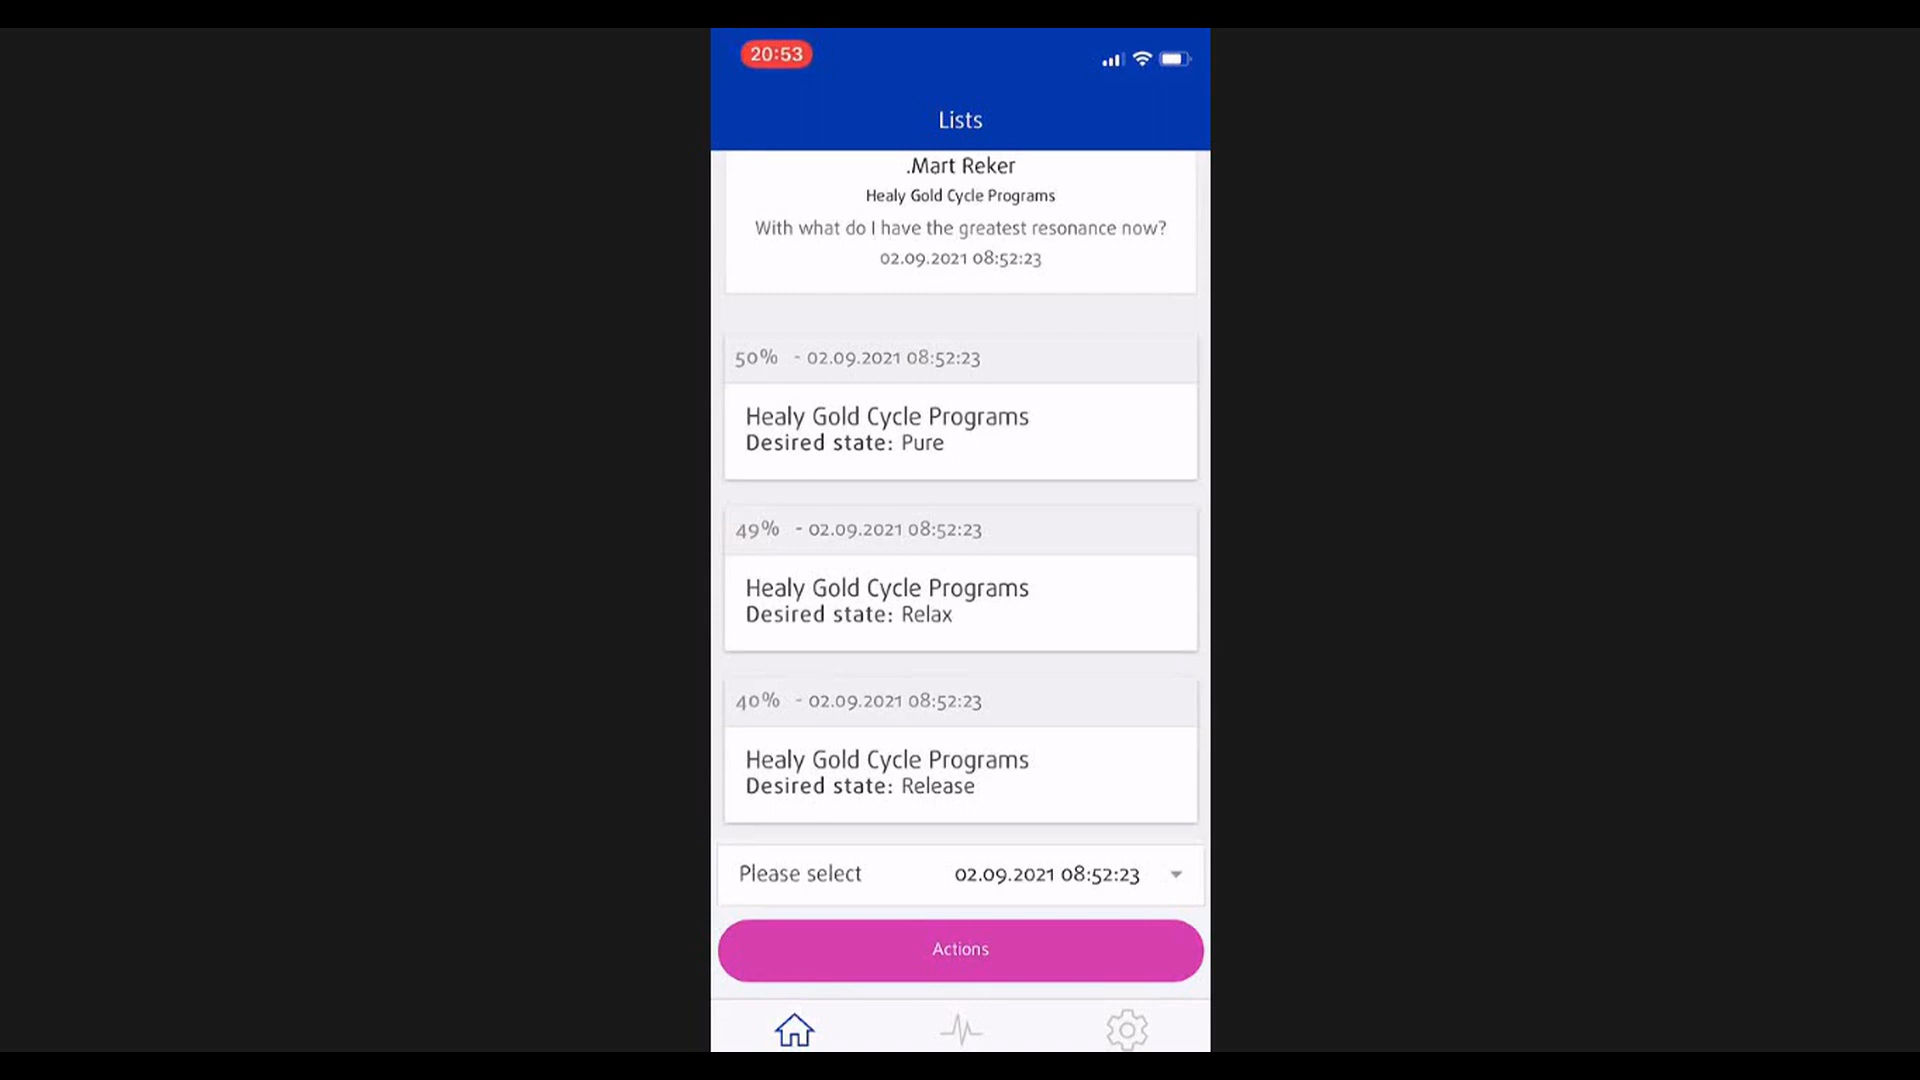 20:53
Lists
.Mart Reker
Healy Gold Cycle Programs
With what do I have the greatest resonance now?
02.09.2021 08:52:23
50% - 02.09.2021 08:52:23
Healy Gold Cycle Programs
Desired state: Pure
49% - 02.09.2021 08:52:23
Healy Gold Cycle Programs
Desired state: Relax
40% - 02.09.2021 08:52:23
Healy Gold Cycle Programs
Desired state: Release
Please select 02.09.2021 08:52:23
Actions